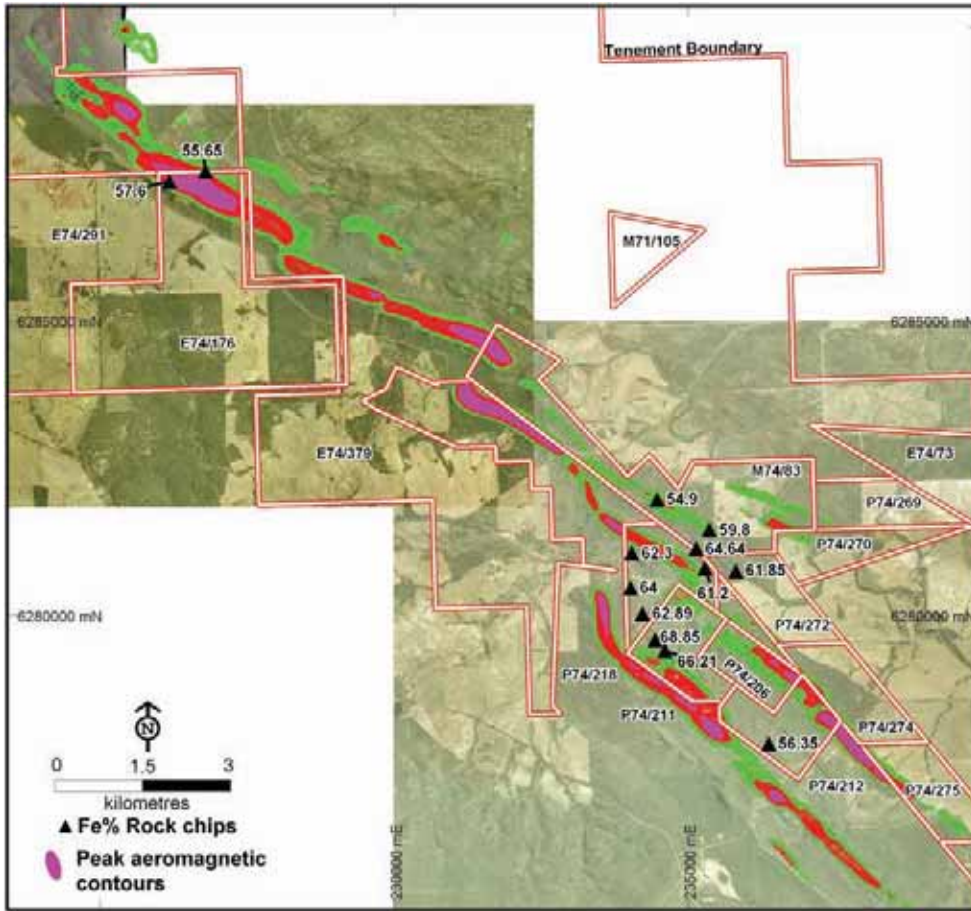 Tenement Boundary
55.65
57.6
E74/291
M71/105
6285000 mN
6285000 mN
E74/176
E74/379
E74/73
M74/83
P74/269
54.9
59.8
P74/270
64.64
62.3
61.85
61.2
64
6280000 mN
62.89
6280000 mN
P74/272
68.85
66.21
P74/218
P74/206
P74/211
P74/274
56.35
P74/212
P74/275
N
0 1.5 3
kilometres
Fe% Rock chips
Peak aeromagnetic
contours
230000 mE
235000 mE